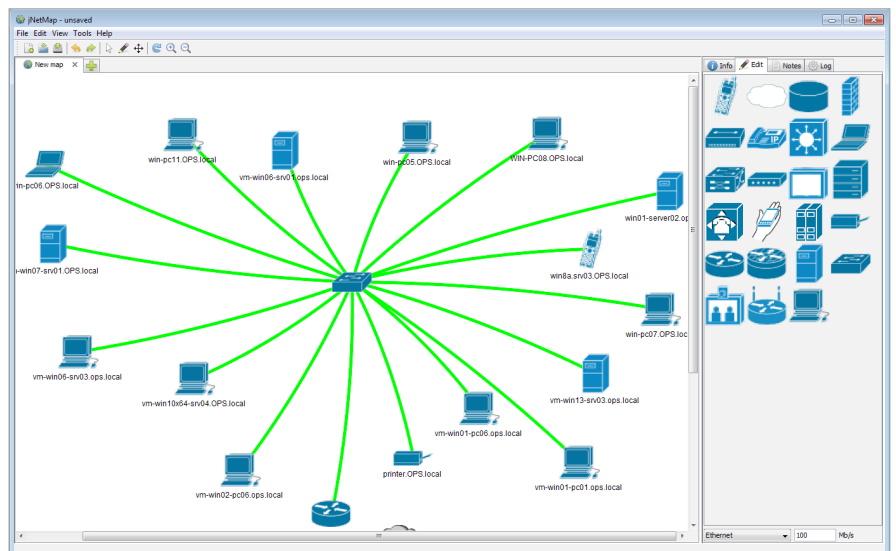 jNetMap - unsaved
File Edit View Tools Help
New map
Info Edit Notes Log
win-pc11.OPS.local
vm-win06-srv01.ops.local
win-pc05.OPS.local
WIN-PC08.OPS.local
in-pc06.OPS.local
win01-server02.op
-win07-srv01.OPS.local
win8a.srv03.OPS.local
win-pc07.OPS.loc
vm-win06-srv03.ops.local
vm-win10x64-srv04.OPS.local
vm-win13-srv03.ops.local
vm-win01-pc06.ops.local
printer.OPS.local
vm-win02-pc06.ops.local
vm-win01-pc01.ops.local
IP
Ethernet 100 Mb/s